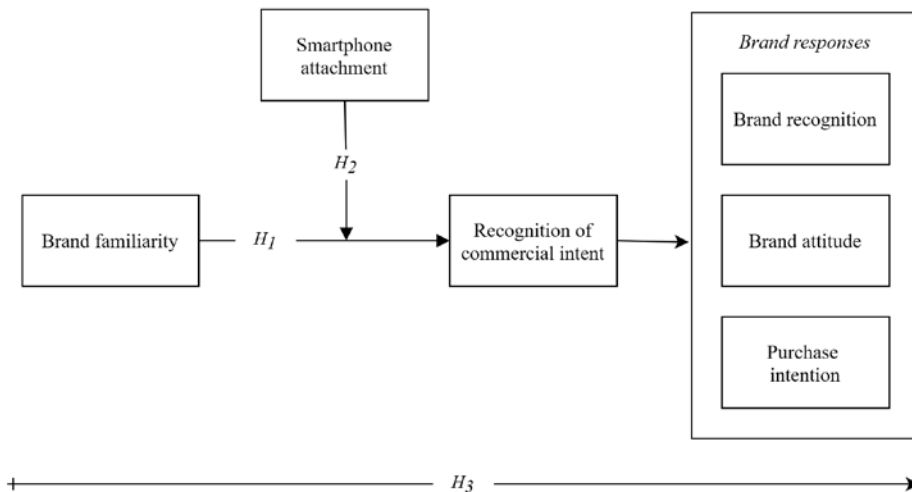 Smartphone
attachment
Brand responses
Brand recognition
H2
Brand familiarity
H1
Recognition of
commercial intent
Brand attitude
Purchase
intention
H3